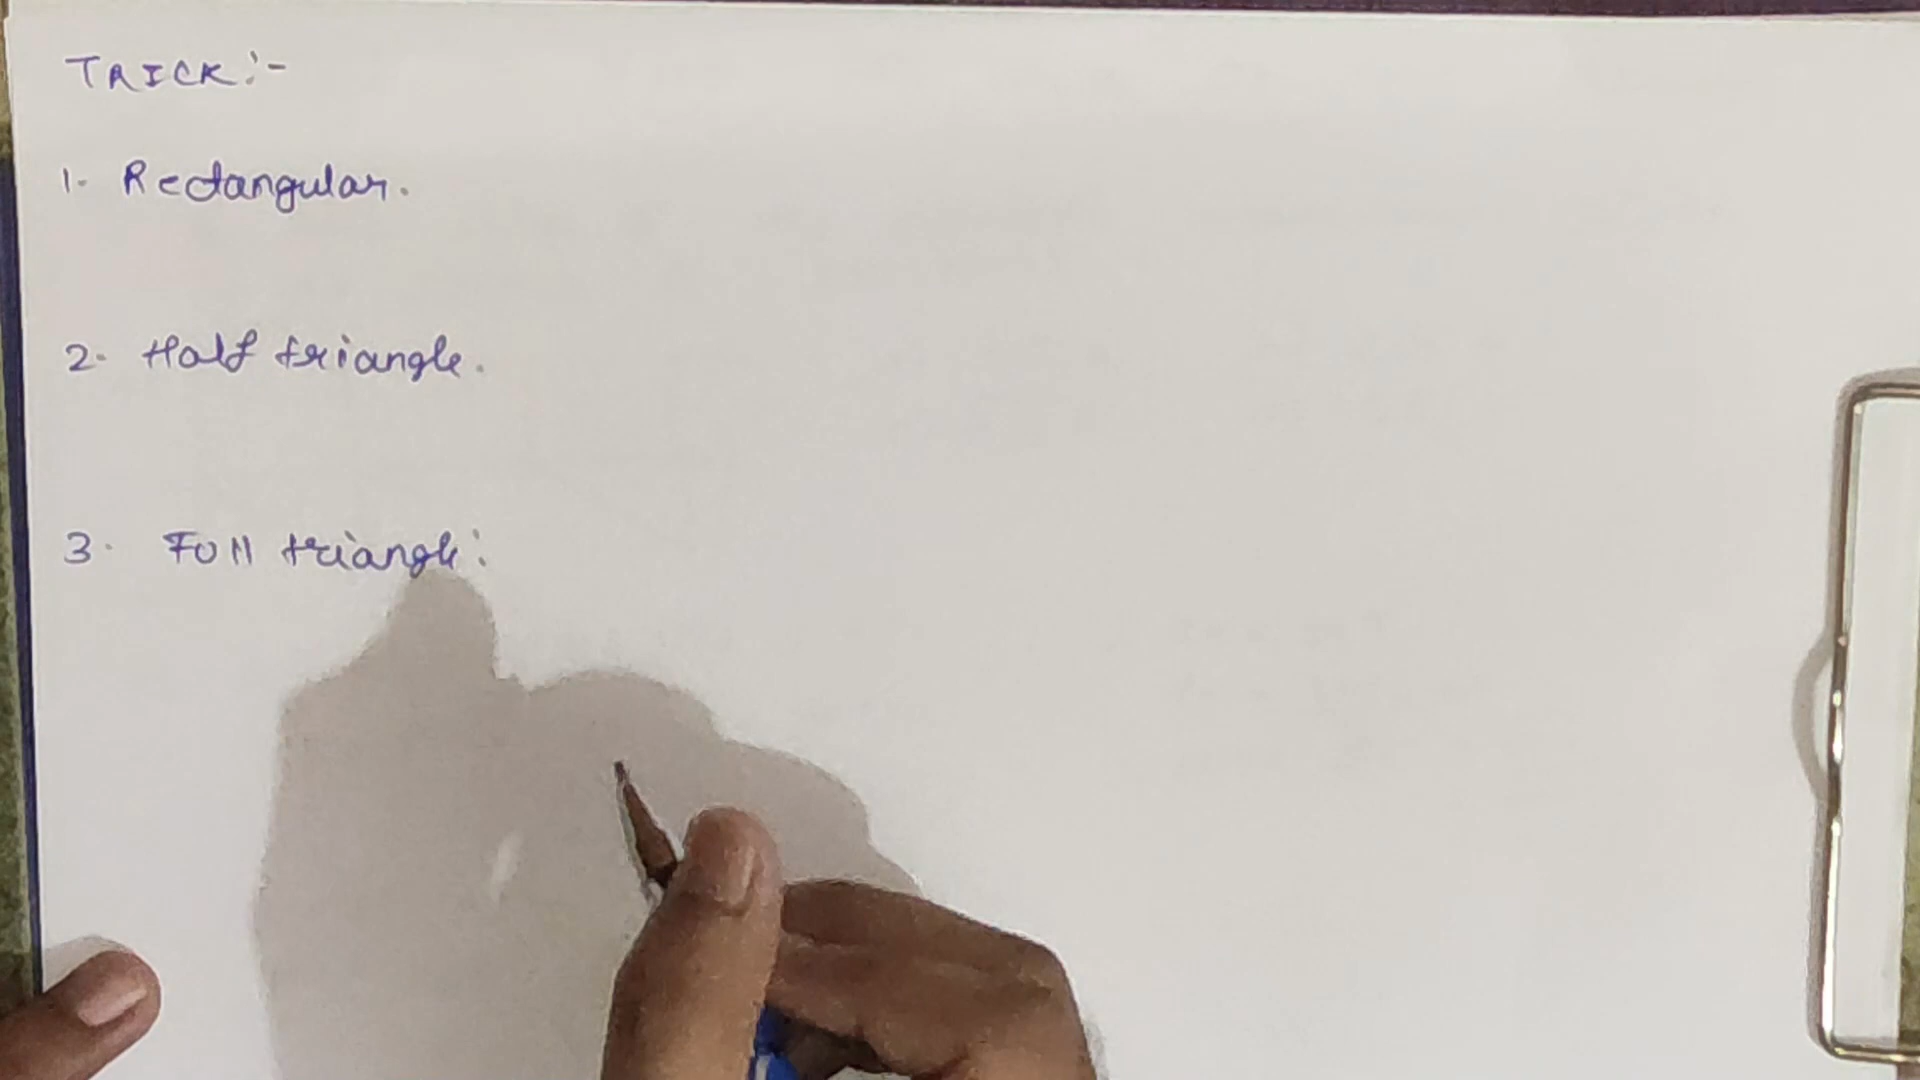 TRICK:-
1. Rectangular.
2. Half triangle.
3. Full triangle: